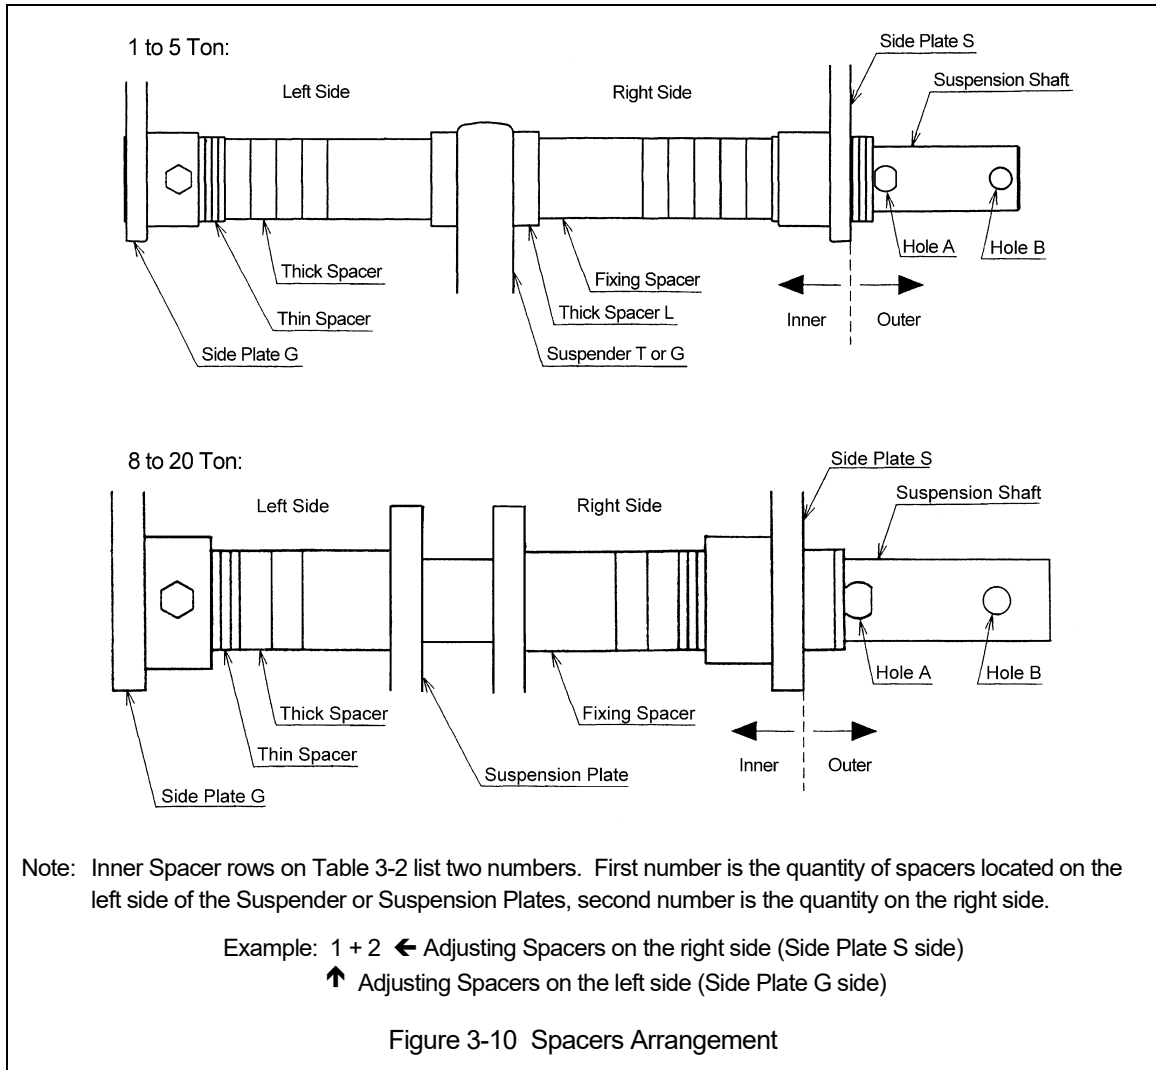 1 to 5 Ton:
Side Plate S
Left Side
Right Side
Suspension Shaft
Hole A
Hole B
Thick Spacer
Fixing Spacer
Thin Spacer
Thick Spacer L
Inner
Outer
Side Plate G
Suspender T or G
8 to 20 Ton:
Side Plate S
Left Side
Right Side
Suspension Shaft
Hole A
Hole B
Thick Spacer
Fixing Spacer
Thin Spacer
Suspension Plate
Inner
Outer
Side Plate G
Note: Inner Spacer rows on Table 3-2 list two numbers. First number is the quantity of spacers located on the
left side of the Suspender or Suspension Plates, second number is the quantity on the right side.
Example: 1 + 2 ← Adjusting Spacers on the right side (Side Plate S side)
↑ Adjusting Spacers on the left side (Side Plate G side)
Figure 3-10 Spacers Arrangement